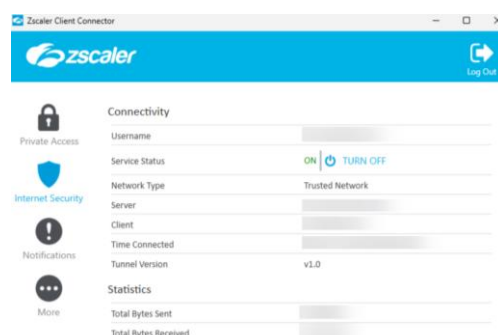 Zscaler Client Connector
zscaler
Log Out
Private Access
Internet Security
Notifications
More
Connectivity
Username
Service Status ON TURN OFF
Network Type Trusted Network
Server
Client
Time Connected
Tunnel Version v1.0
Statistics
Total Bytes Sent
Total Bytes Received